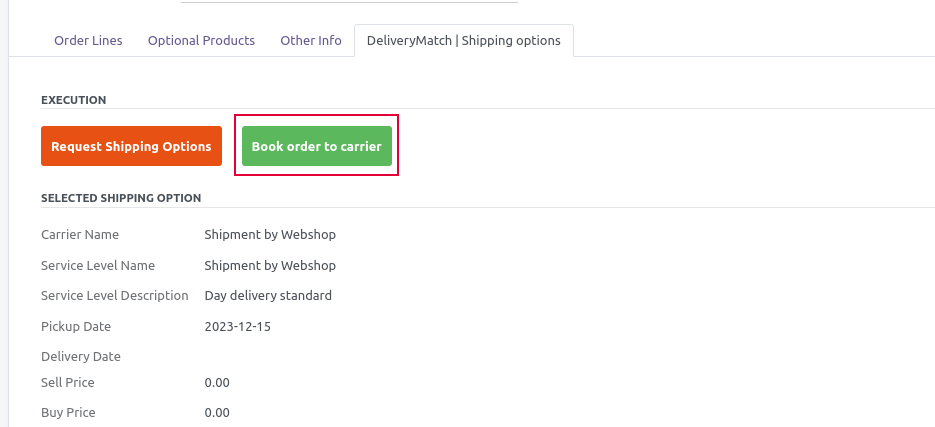 Order Lines Optional Products Other Info DeliveryMatch | Shipping options
EXECUTION
Request Shipping Options Book order to carrier
SELECTED SHIPPING OPTION
Carrier Name Shipment by Webshop
Service Level Name Shipment by Webshop
Service Level Description Day delivery standard
Pickup Date 2023-12-15
Delivery Date
Sell Price 0.00
Buy Price 0.00